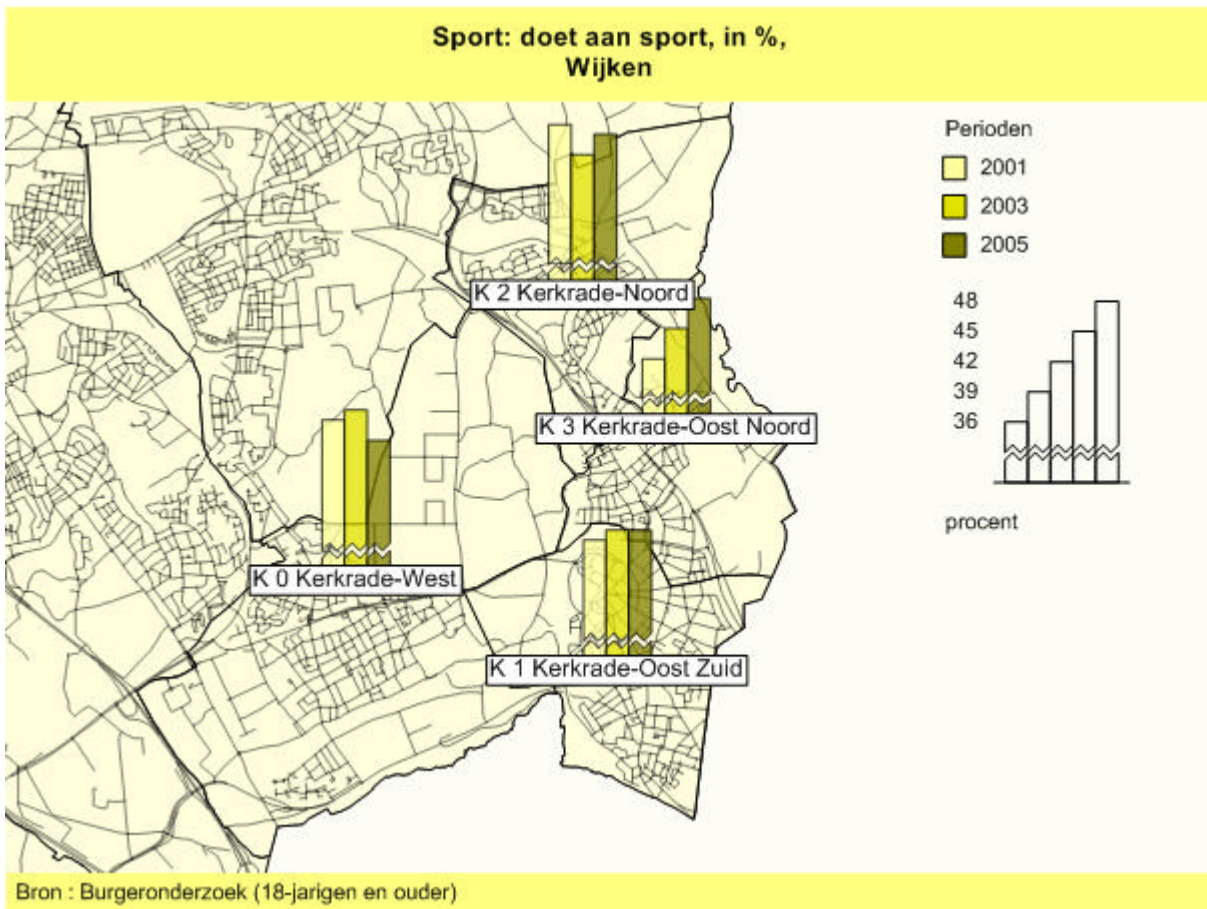 Sport: doet aan sport, in %,
Wijken
Perioden
2001
2003
2005
48
45
42
39
36
procent
K 2 Kerkrade-Noord
K 3 Kerkrade-Oost Noord
K 0 Kerkrade-West
K 1 Kerkrade-Oost Zuid
Bron : Burgeronderzoek (18-jarigen en ouder)